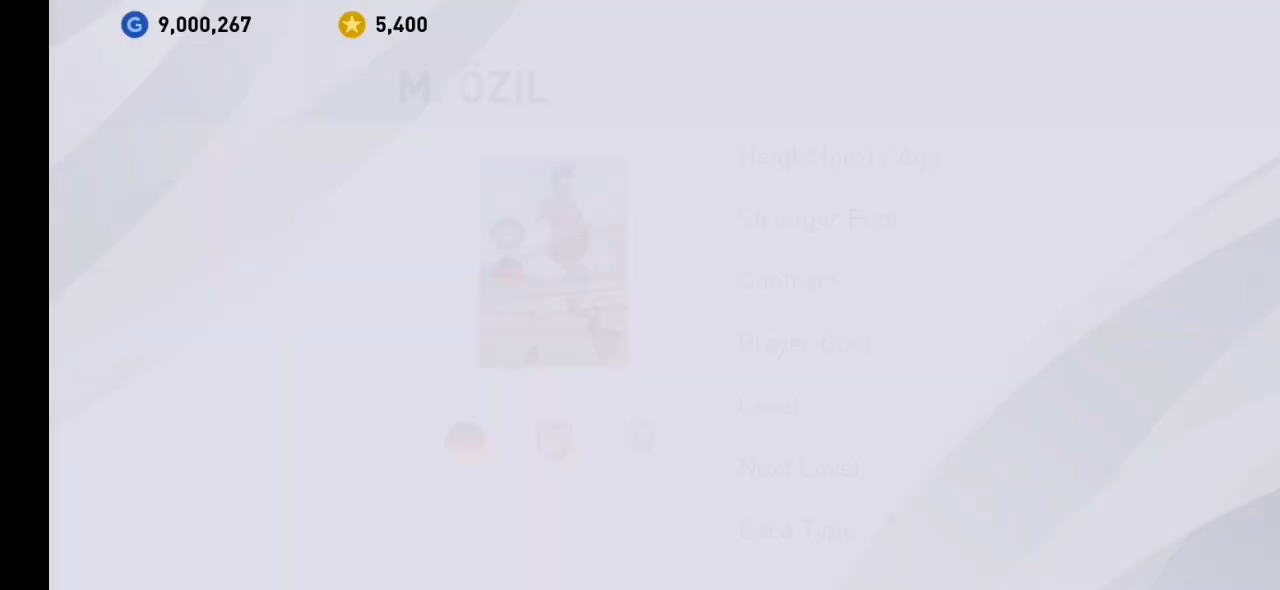 G 9,000,267 5,400
M. ÖZIL
Height (cm) / Age
Stronger Foot
Contract
Player Cost
Level
Next Level
Card Type